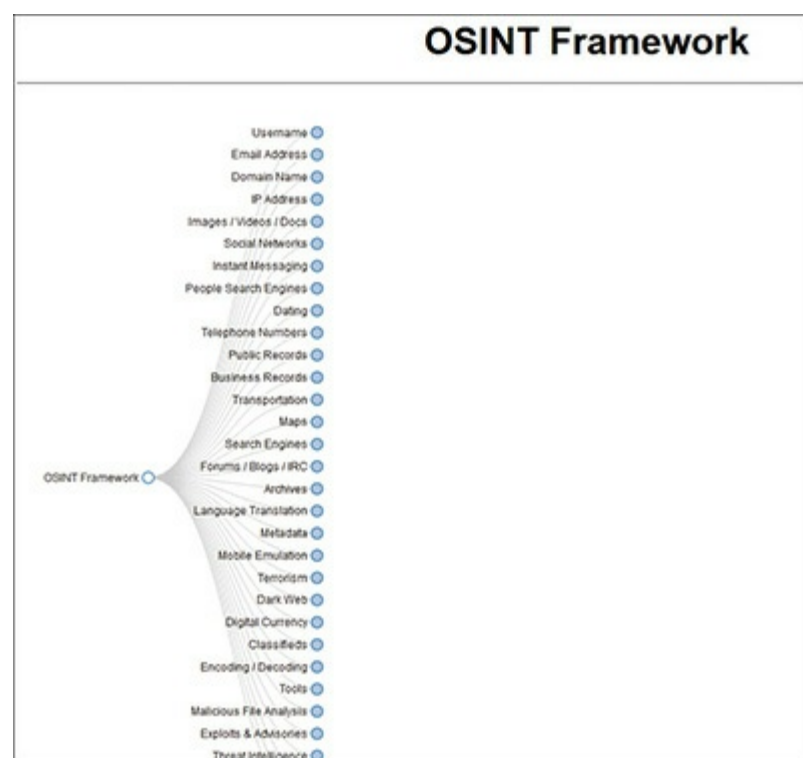 OSINT Framework
Username
Email Address
Domain Name
IP Address
Images / Videos / Docs
Social Networks
Instant Messaging
People Search Engines
Dating
Telephone Numbers
Public Records
Business Records
Transportation
Maps
Search Engines
Forums / Blogs / IRC
OSINT Framework
Archives
Language Translation
Metadata
Mobile Emulation
Terrorism
Dark Web
Digital Currency
Classifieds
Encoding / Decoding
Tools
Malicious File Analysis
Exploits & Advisories
Threat Intelligence